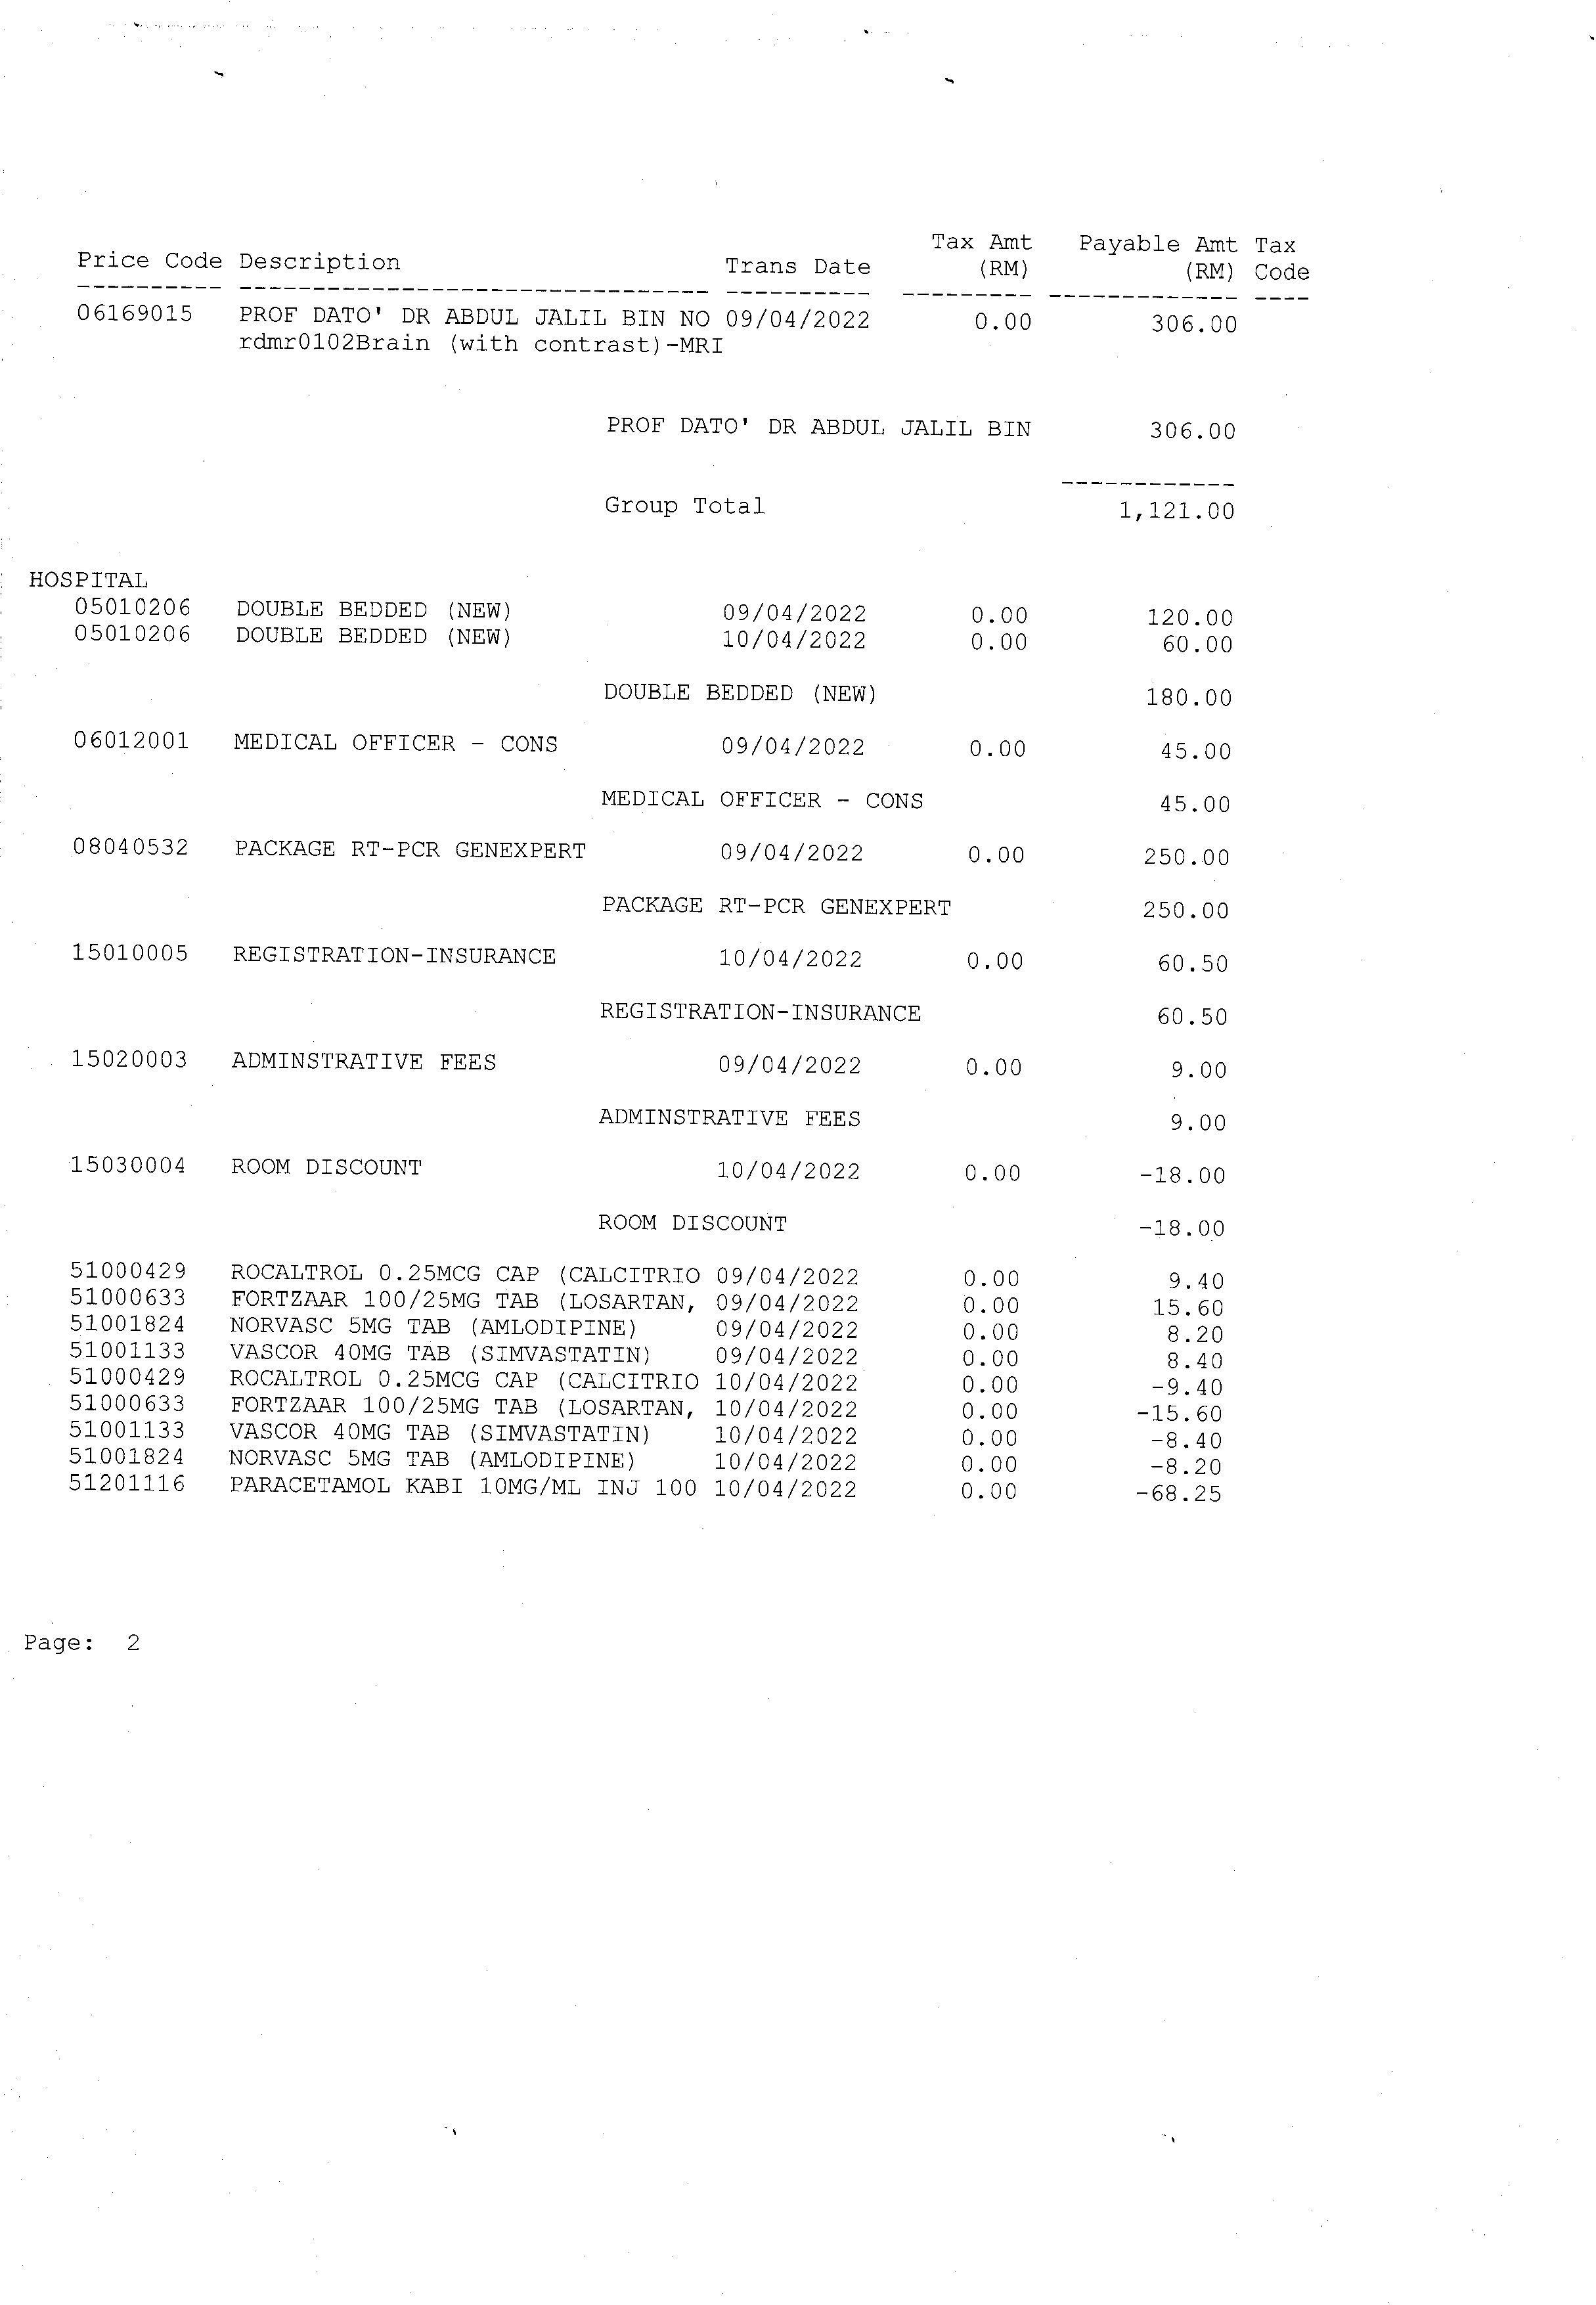 Tax Amt Payable Amt Tax
Price Code Description Trans Date (RM) (RM) Code
---------- -------------------------------- ---------- --------- ------------- ----
06169015 PROF DATO' DR ABDUL JALIL BIN NO 09/04/2022 0.00 306.00
rdmr0102Brain (with contrast)-MRI
PROF DATO' DR ABDUL JALIL BIN 306.00
------------
Group Total 1,121.00
HOSPITAL
05010206 DOUBLE BEDDED (NEW) 09/04/2022 0.00 120.00
05010206 DOUBLE BEDDED (NEW) 10/04/2022 0.00 60.00
DOUBLE BEDDED (NEW) 180.00
06012001 MEDICAL OFFICER - CONS 09/04/2022 0.00 45.00
MEDICAL OFFICER - CONS 45.00
08040532 PACKAGE RT-PCR GENEXPERT 09/04/2022 0.00 250.00
PACKAGE RT-PCR GENEXPERT 250.00
15010005 REGISTRATION-INSURANCE 10/04/2022 0.00 60.50
REGISTRATION-INSURANCE 60.50
15020003 ADMINSTRATIVE FEES 09/04/2022 0.00 9.00
ADMINSTRATIVE FEES 9.00
15030004 ROOM DISCOUNT 10/04/2022 0.00 -18.00
ROOM DISCOUNT -18.00
51000429 ROCALTROL 0.25MCG CAP (CALCITRIO 09/04/2022 0.00 9.40
51000633 FORTZAAR 100/25MG TAB (LOSARTAN, 09/04/2022 0.00 15.60
51001824 NORVASC 5MG TAB (AMLODIPINE) 09/04/2022 0.00 8.20
51001133 VASCOR 40MG TAB (SIMVASTATIN) 09/04/2022 0.00 8.40
51000429 ROCALTROL 0.25MCG CAP (CALCITRIO 10/04/2022 0.00 -9.40
51000633 FORTZAAR 100/25MG TAB (LOSARTAN, 10/04/2022 0.00 -15.60
51001133 VASCOR 40MG TAB (SIMVASTATIN) 10/04/2022 0.00 -8.40
51001824 NORVASC 5MG TAB (AMLODIPINE) 10/04/2022 0.00 -8.20
51201116 PARACETAMOL KABI 10MG/ML INJ 100 10/04/2022 0.00 -68.25
Page: 2